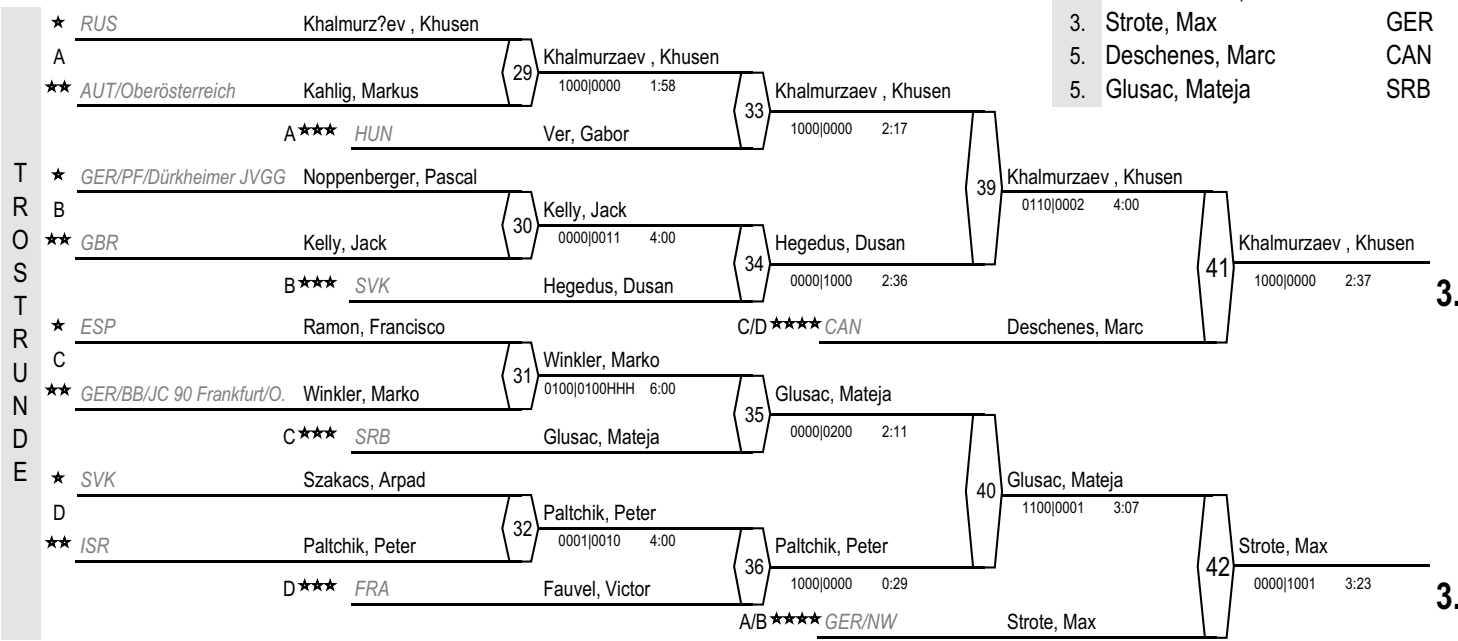 3. Strote, Max GER
5. Deschenes, Marc CAN
5. Glusac, Mateja SRB
TROSTRUNDE
RUS Khalmurz?ev , Khusen
A
29 Khalmurzaev , Khusen
1000|0000 1:58
AUT/Oberösterreich Kahlig, Markus
33 Khalmurzaev , Khusen
1000|0000 2:17
A HUN Ver, Gabor
GER/PF/Dürkheimer JVGG Noppenberger, Pascal
39 Khalmurzaev , Khusen
0110|0002 4:00
B
30 Kelly, Jack
0000|0011 4:00
GBR Kelly, Jack
34 Hegedus, Dusan
0000|1000 2:36
41 Khalmurzaev , Khusen
1000|0000 2:37
3.
B SVK Hegedus, Dusan
ESP Ramon, Francisco
C/D CAN Deschenes, Marc
C
31 Winkler, Marko
0100|0100HHH 6:00
GER/BB/JC 90 Frankfurt/O. Winkler, Marko
35 Glusac, Mateja
0000|0200 2:11
C SRB Glusac, Mateja
SVK Szakacs, Arpad
40 Glusac, Mateja
1100|0001 3:07
D
32 Paltchik, Peter
0001|0010 4:00
ISR Paltchik, Peter
36 Paltchik, Peter
1000|0000 0:29
42 Strote, Max
0000|1001 3:23
3.
D FRA Fauvel, Victor
A/B GER/NW Strote, Max